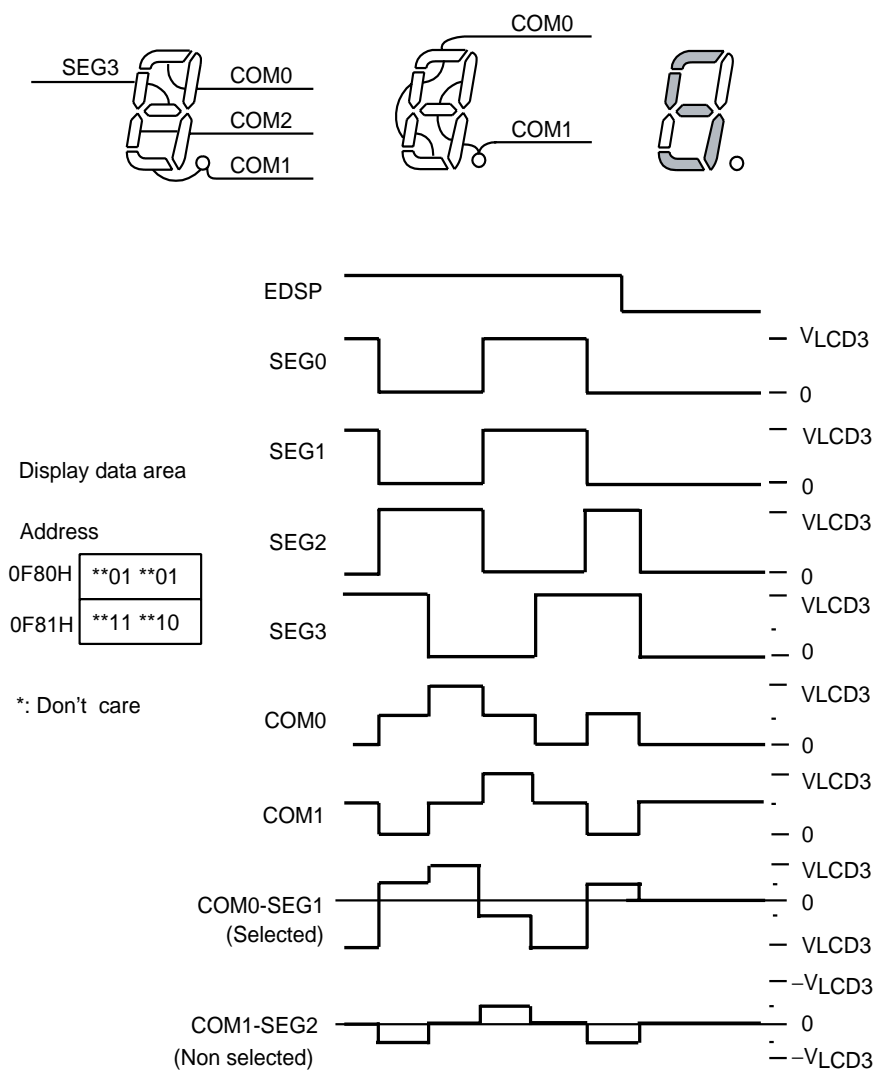 COM0
SEG3
COM0
COM2
COM1
COM1
EDSP
SEG0
VLCD3
0
SEG1
VLCD3
0
Display data area
SEG2
VLCD3
0
Address
0F80H **01 **01
0F81H **11 **10
SEG3
VLCD3
0
*: Don't care
COM0
VLCD3
0
COM1
VLCD3
0
COM0-SEG1
(Selected)
VLCD3
0
VLCD3
COM1-SEG2
(Non selected)
–VLCD3
0
–VLCD3